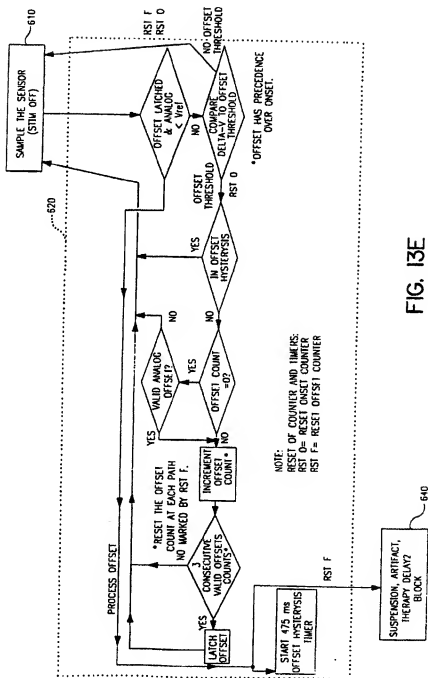 610
SAMPLE THE SENSOR
(STIM OFF)
620
RST F
RST O
NO OFFSET
THRESHOLD
OFFSET LATCHED
& ANALOG
< Vref
NO
COMPARE
DELTA-V TO OFFSET
THRESHOLD
*OFFSET HAS PRECEDENCE
OVER ONSET.
OFFSET
THRESHOLD
RST O
IN OFFSET
HYSTERYSIS
YES
NO
OFFSET COUNT
=0?
YES
VALID ANALOG
OFFSET?
NO
YES
NO
INCREMENT
OFFSET
COUNT*
*RESET THE OFFSET
COUNT AT EACH PATH
NO MARKED BY RST F.
3
CONSECUTIVE
VALID OFFSETS
COUNTS*
YES
LATCH
OFFSET
PROCESS OFFSET
START 475 ms
OFFSET HYSTERYSIS
TIMER
RST F
640
SUSPENSION, ARTIFACT,
THERAPY DELAY?
BLOCK
NOTE:
RESET OF COUNTER AND TIMERS:
RST O= RESET ONSET COUNTER
RST F= RESET OFFSET COUNTER
FIG. 13E